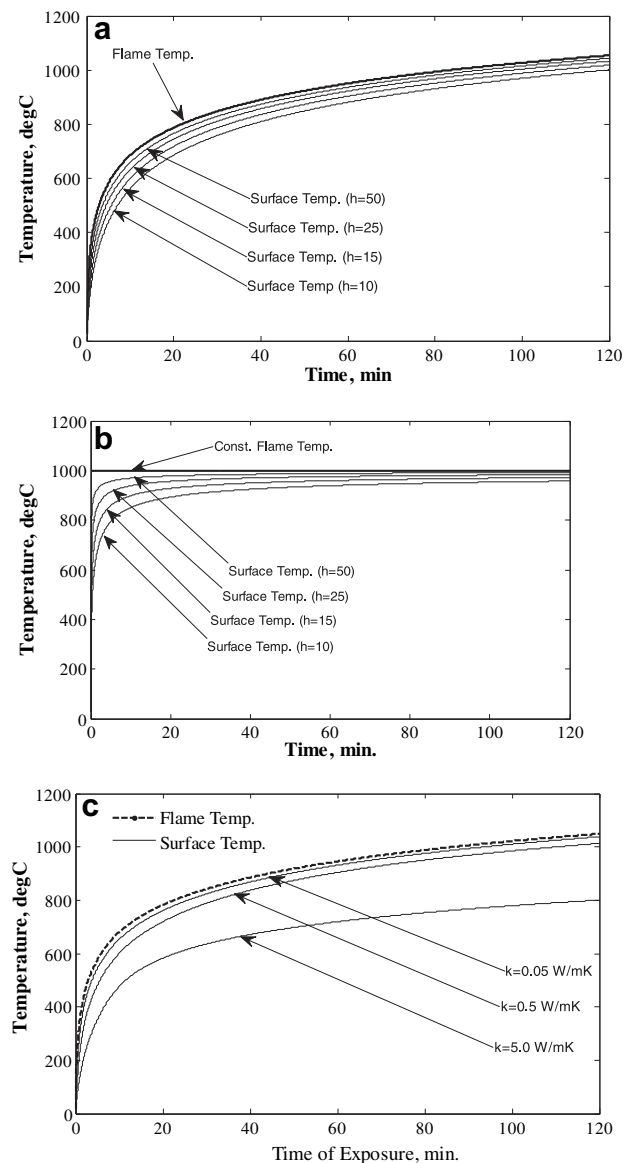 a
1200
Flame Temp.
1000
800
600
400
200
0
Temperature, degC
Surface Temp. (h=50)
Surface Temp. (h=25)
Surface Temp. (h=15)
Surface Temp (h=10)
0 20 40 60 80 100 120
Time, min
b
1200
Const. Flame Temp.
1000
800
600
400
200
0
Temperature, degC
Surface Temp. (h=50)
Surface Temp. (h=25)
Surface Temp. (h=15)
Surface Temp. (h=10)
0 20 40 60 80 100 120
Time, min.
c
1200
Flame Temp.
Surface Temp.
1000
800
600
400
200
0
Temperature, degC
k=0.05 W/mK
k=0.5 W/mK
k=5.0 W/mK
0 20 40 60 80 100 120
Time of Exposure, min.